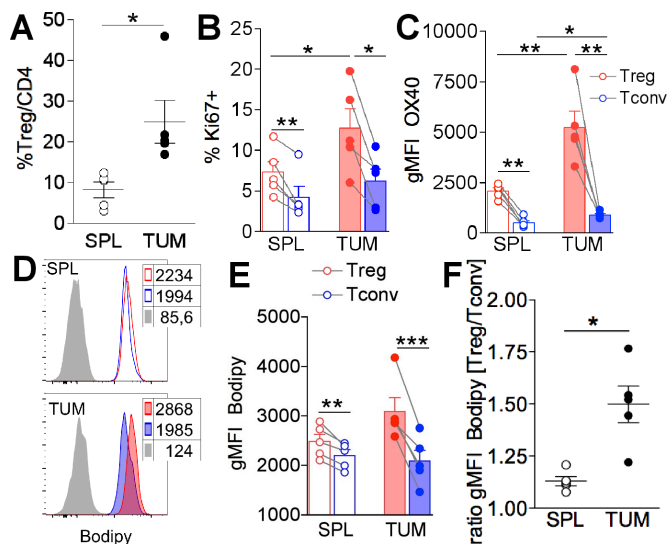 A
*
%Treg/CD4
50
40
30
20
10
0
SPL TUM
B
* *
**
% Ki67+
25
20
15
10
5
0
SPL TUM
C
*
** **
**
gMFI OX40
10000
7500
5000
2500
0
SPL TUM
Treg
Tconv
D
SPL
2234
1994
85,6
TUM
2868
1985
124
Bodipy
E
Treg
Tconv
**
***
gMFI Bodipy
5000
4000
3000
2000
1000
SPL TUM
F
*
ratio gMFI Bodipy [Treg/Tconv]
2.00
1.75
1.50
1.25
1.00
SPL TUM